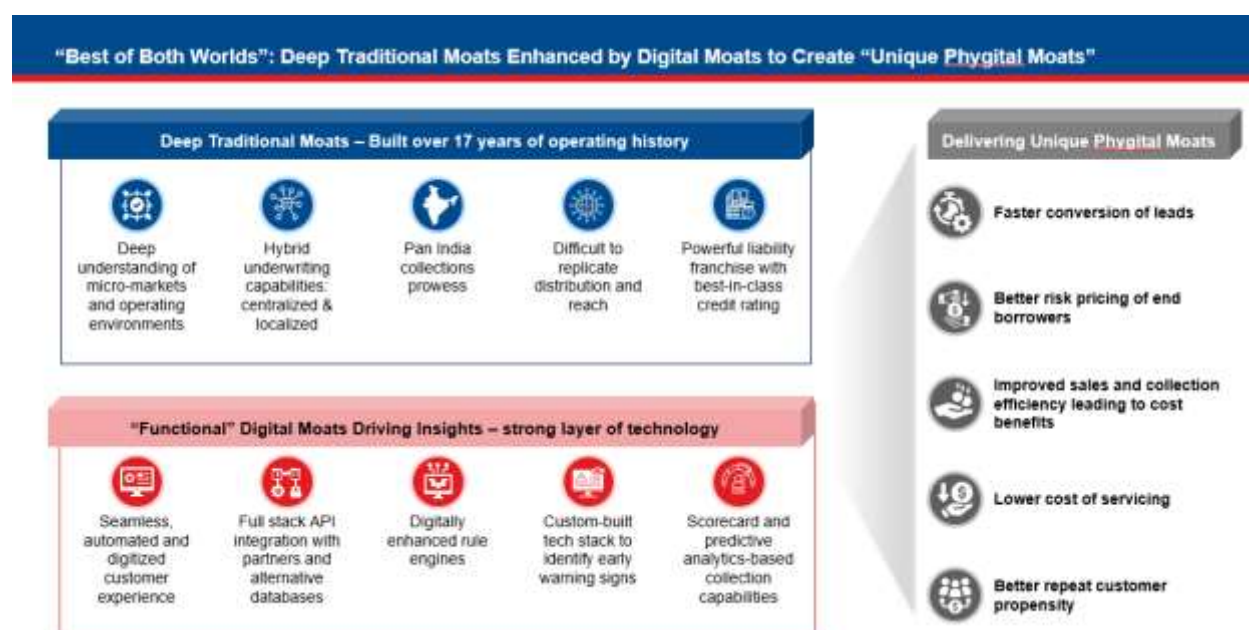 “Best of Both Worlds”: Deep Traditional Moats Enhanced by Digital Moats to Create “Unique Phygital Moats”
Deep Traditional Moats – Built over 17 years of operating history
Deep
understanding of
micro-markets
and operating
environments
Hybrid
underwriting
capabilities:
centralized &
localized
Pan India
collections
prowess
Difficult to
replicate
distribution and
reach
Powerful liability
franchise with
best-in-class
credit rating
“Functional” Digital Moats Driving Insights – strong layer of technology
Seamless,
automated and
digitized
customer
experience
Full stack API
integration with
partners and
alternative
databases
Digitally
enhanced rule
engines
Custom-built
tech stack to
identify early
warning signs
Scorecard and
predictive
analytics-based
collection
capabilities
Delivering Unique Phygital Moats
Faster conversion of leads
Better risk pricing of end
borrowers
Improved sales and collection
efficiency leading to cost
benefits
Lower cost of servicing
Better repeat customer
propensity